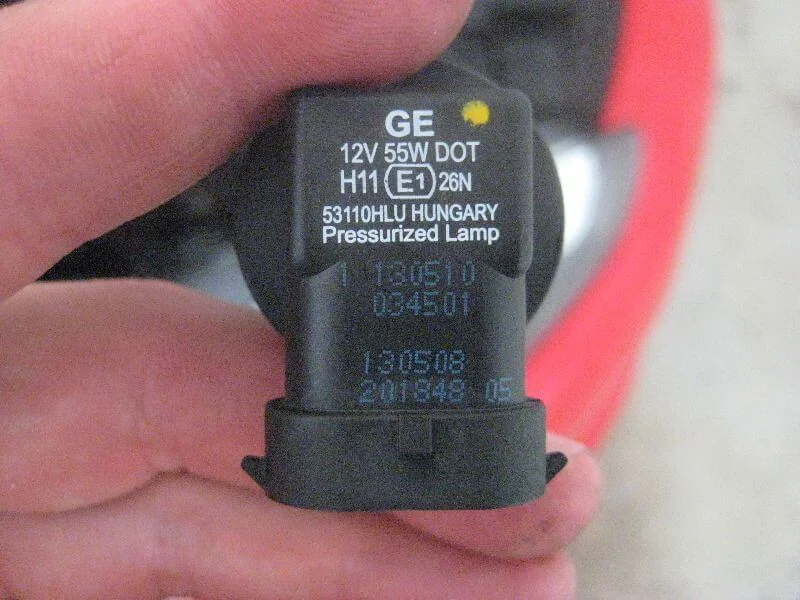 GE
12V 55W DOT
H11 E1 26N
53110HLU HUNGARY
Pressurized Lamp
1 130510
034501
130508
201848 05